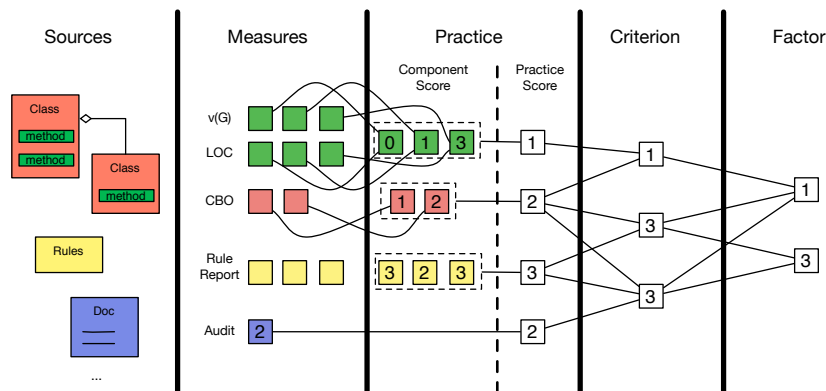 Sources
Measures
Practice
Criterion
Factor
Component
Score
Practice
Score
Class
method
method
Class
method
Rules
Doc
...
v(G)
LOC
CBO
Rule
Report
Audit
2
0 1 3
1 2
3 2 3
1
2
3
2
1
3
3
1
3